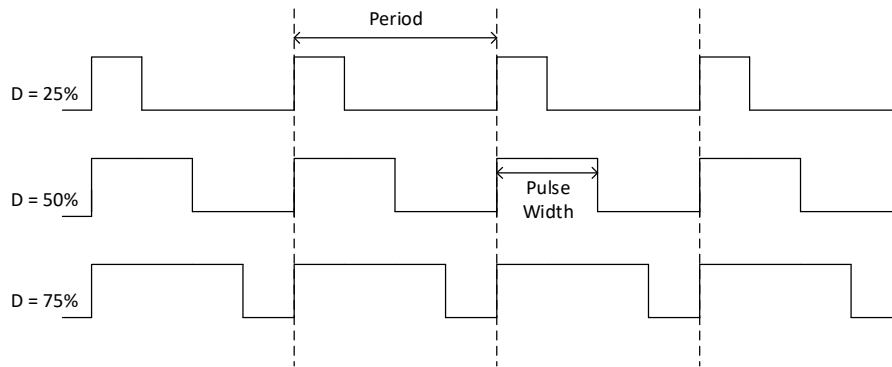 Period
D = 25%
D = 50%
Pulse
Width
D = 75%